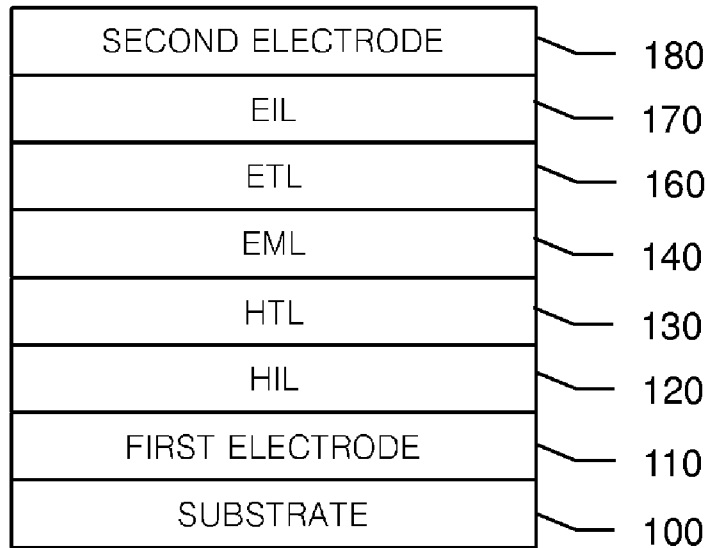 SECOND ELECTRODE 180
EIL 170
ETL 160
EML 140
HTL 130
HIL 120
FIRST ELECTRODE 110
SUBSTRATE 100